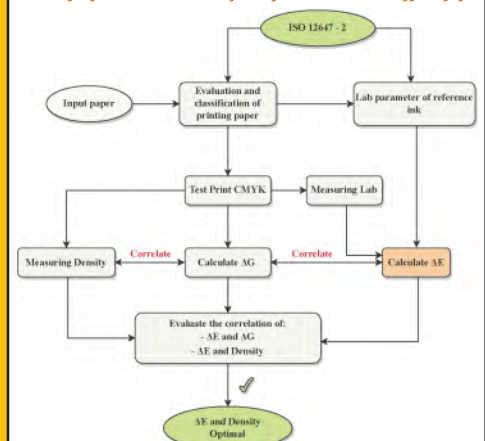 ISO 12647 - 2
Input paper
Evaluation and
classification of
printing paper
Lab parameter of reference
ink
Test Print CMYK
Measuring Lab
Measuring Density
Correlate
Calculate ΔG
Correlate
Calculate ΔE
Evaluate the correlation of:
- ΔE and ΔG
- ΔE and Density
ΔE and Density
Optimal